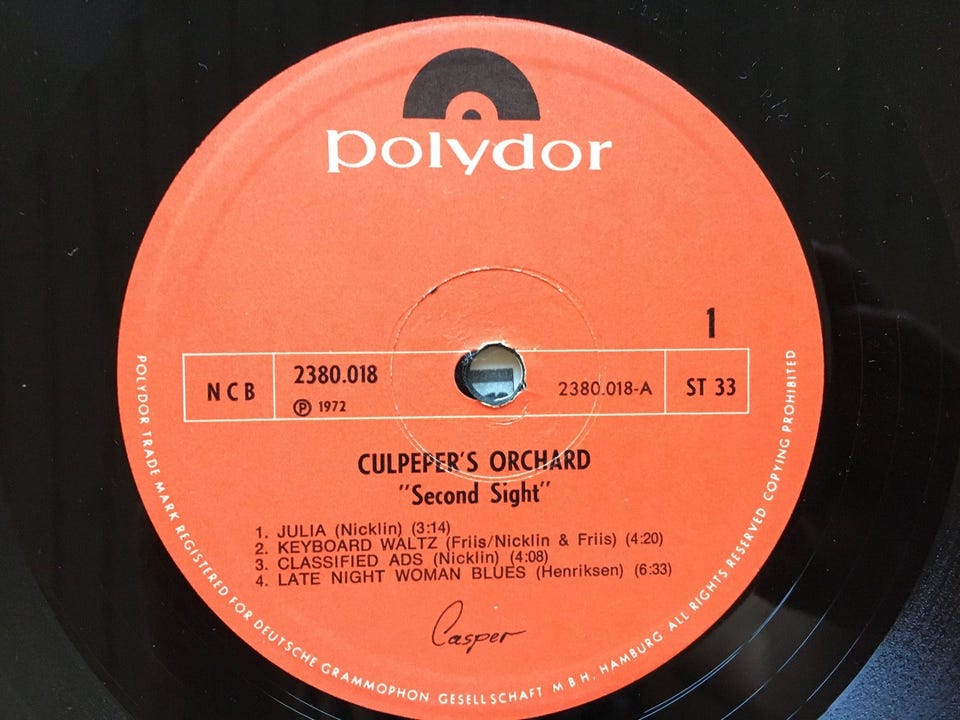 polydor
1
NCB
2380.018
℗ 1972
2380.018-A
ST 33
CULPEPER'S ORCHARD
"Second Sight"
1. JULIA (Nicklin) (3:14)
2. KEYBOARD WALTZ (Friis/Nicklin & Friis) (4:20)
3. CLASSIFIED ADS (Nicklin) (4:08)
4. LATE NIGHT WOMAN BLUES (Henriksen) (6:33)
Casper
POLYDOR TRADE MARK REGISTERED FOR DEUTSCHE GRAMMOPHON GESELLSCHAFT MBH, HAMBURG ALL RIGHTS RESERVED COPYING PROHIBITED